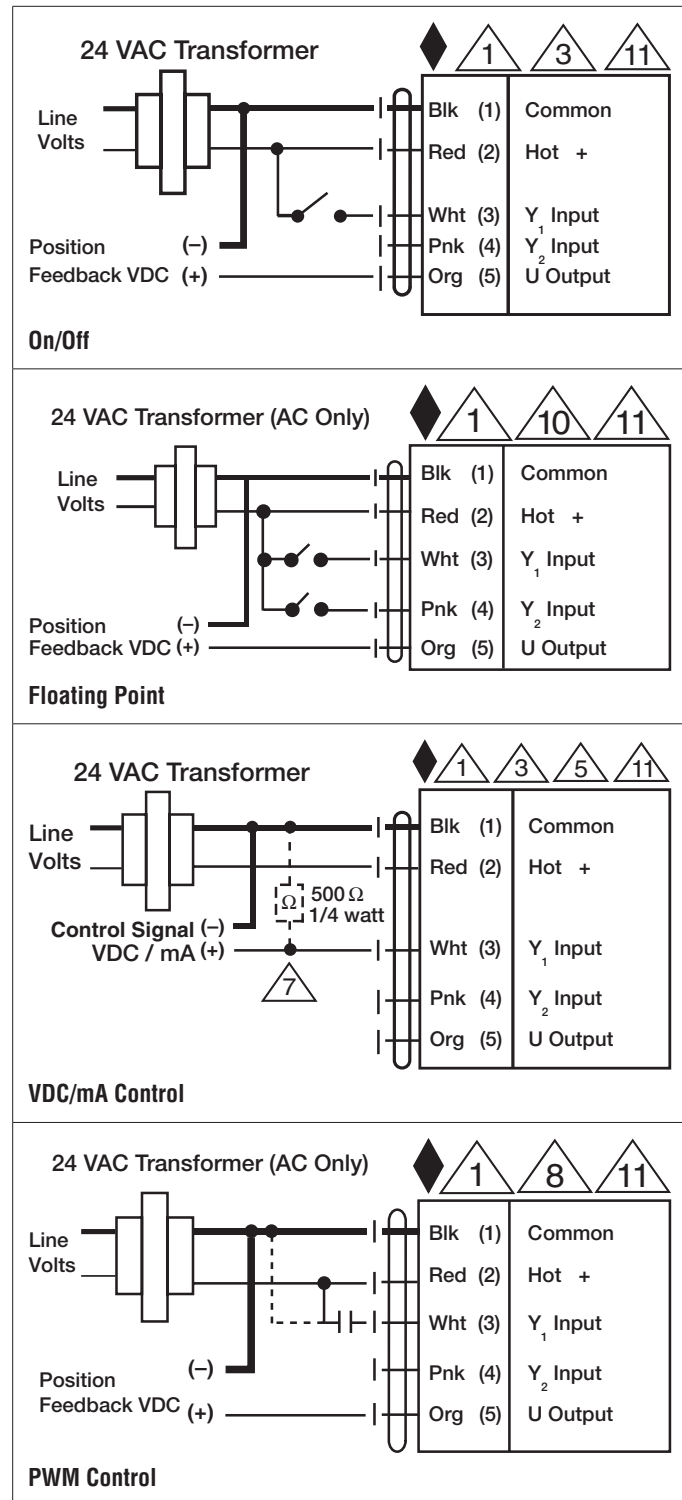 24 VAC Transformer
1 3 11
Line
Volts
Blk (1) Common
Red (2) Hot +
Wht (3) Y1 Input
Position (–)
Pnk (4) Y2 Input
Feedback VDC (+)
Org (5) U Output
On/Off
24 VAC Transformer (AC Only)
1 10 11
Line
Volts
Blk (1) Common
Red (2) Hot +
Wht (3) Y1 Input
Pnk (4) Y2 Input
Position (–)
Feedback VDC (+)
Org (5) U Output
Floating Point
24 VAC Transformer
1 3 5 11
Line
Volts
Blk (1) Common
Red (2) Hot +
Ω 500 Ω
1/4 watt
Control Signal (–)
VDC / mA (+)
Wht (3) Y1 Input
7
Pnk (4) Y2 Input
Org (5) U Output
VDC/mA Control
24 VAC Transformer (AC Only)
1 8 11
Line
Volts
Blk (1) Common
Red (2) Hot +
Wht (3) Y1 Input
Position (–)
Pnk (4) Y2 Input
Feedback VDC (+)
Org (5) U Output
PWM Control